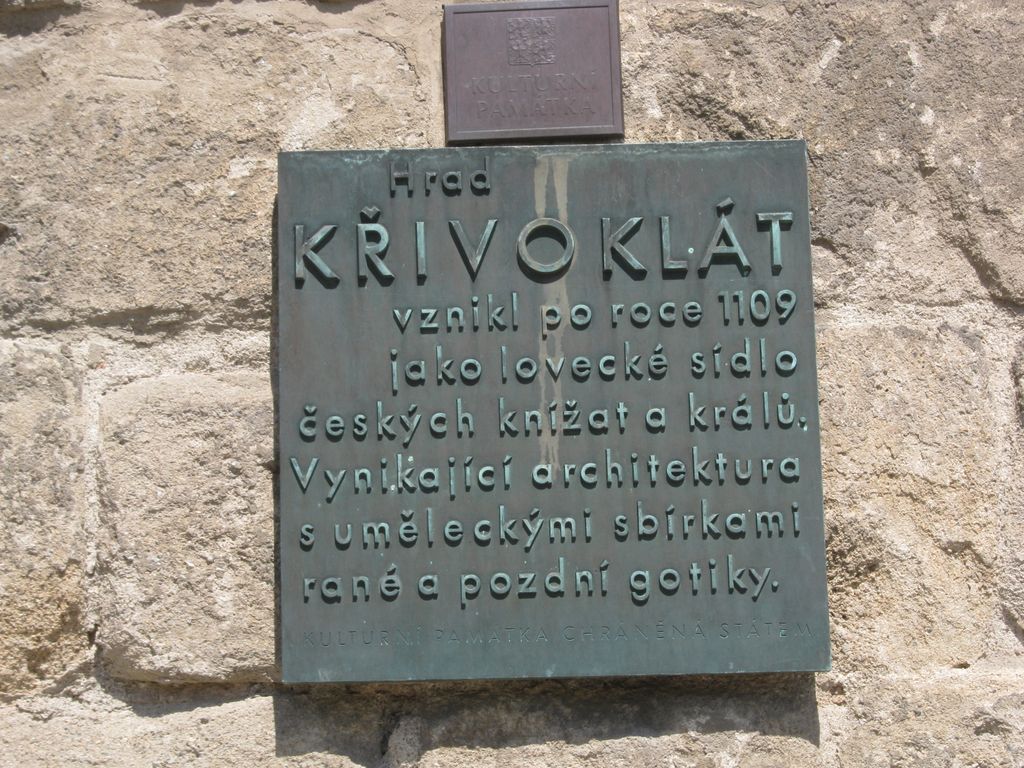 KULTURNÍ
PAMÁTKA
Hrad
KŘIVOKLÁT
vznikl po roce 1109
jako lovecké sídlo
českých knížat a králů.
Vynikající architektura
s uměleckými sbírkami
rané a pozdní gotiky.
KULTURNÍ PAMÁTKA CHRÁNĚNÁ STÁTEM